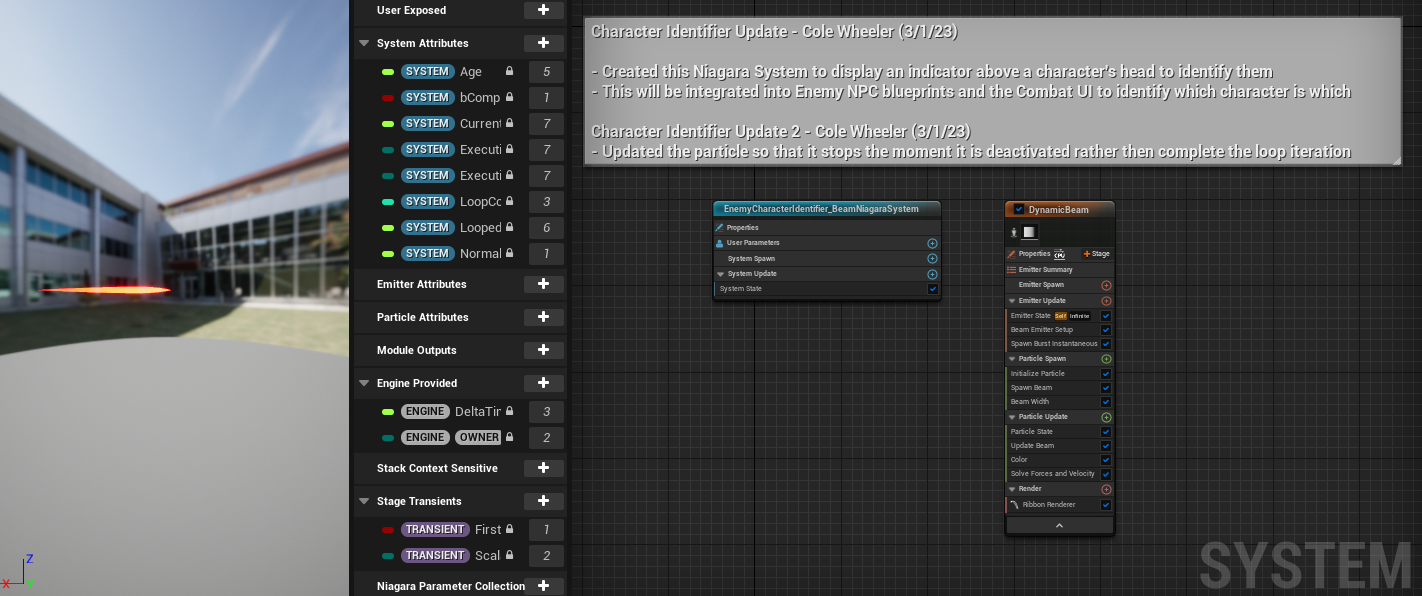 User Exposed
System Attributes
SYSTEM Age 5
SYSTEM bComp 1
SYSTEM Current 7
SYSTEM Executi 7
SYSTEM Executi 7
SYSTEM LoopCo 3
SYSTEM Looped 6
SYSTEM Normal 1
Emitter Attributes
Particle Attributes
Module Outputs
Engine Provided
ENGINE DeltaTir 3
ENGINE OWNER 2
Stack Context Sensitive
Stage Transients
TRANSIENT First 1
TRANSIENT Scal 2
Niagara Parameter Collection
Z
X
Y
Character Identifier Update - Cole Wheeler (3/1/23)
- Created this Niagara System to display an indicator above a character's head to identify them
- This will be integrated into Enemy NPC blueprints and the Combat UI to identify which character is which
Character Identifier Update 2 - Cole Wheeler (3/1/23)
- Updated the particle so that it stops the moment it is deactivated rather then complete the loop iteration
EnemyCharacterIdentifier_BeamNiagaraSystem
Properties
User Parameters
System Spawn
System Update
System State
DynamicBeam
Properties CPU Stage
Emitter Summary
Emitter Spawn
Emitter Update
Emitter State Self Infinite
Beam Emitter Setup
Spawn Burst Instantaneous
Particle Spawn
Initialize Particle
Spawn Beam
Beam Width
Particle Update
Particle State
Update Beam
Color
Solve Forces and Velocity
Render
Ribbon Renderer
SYSTEM